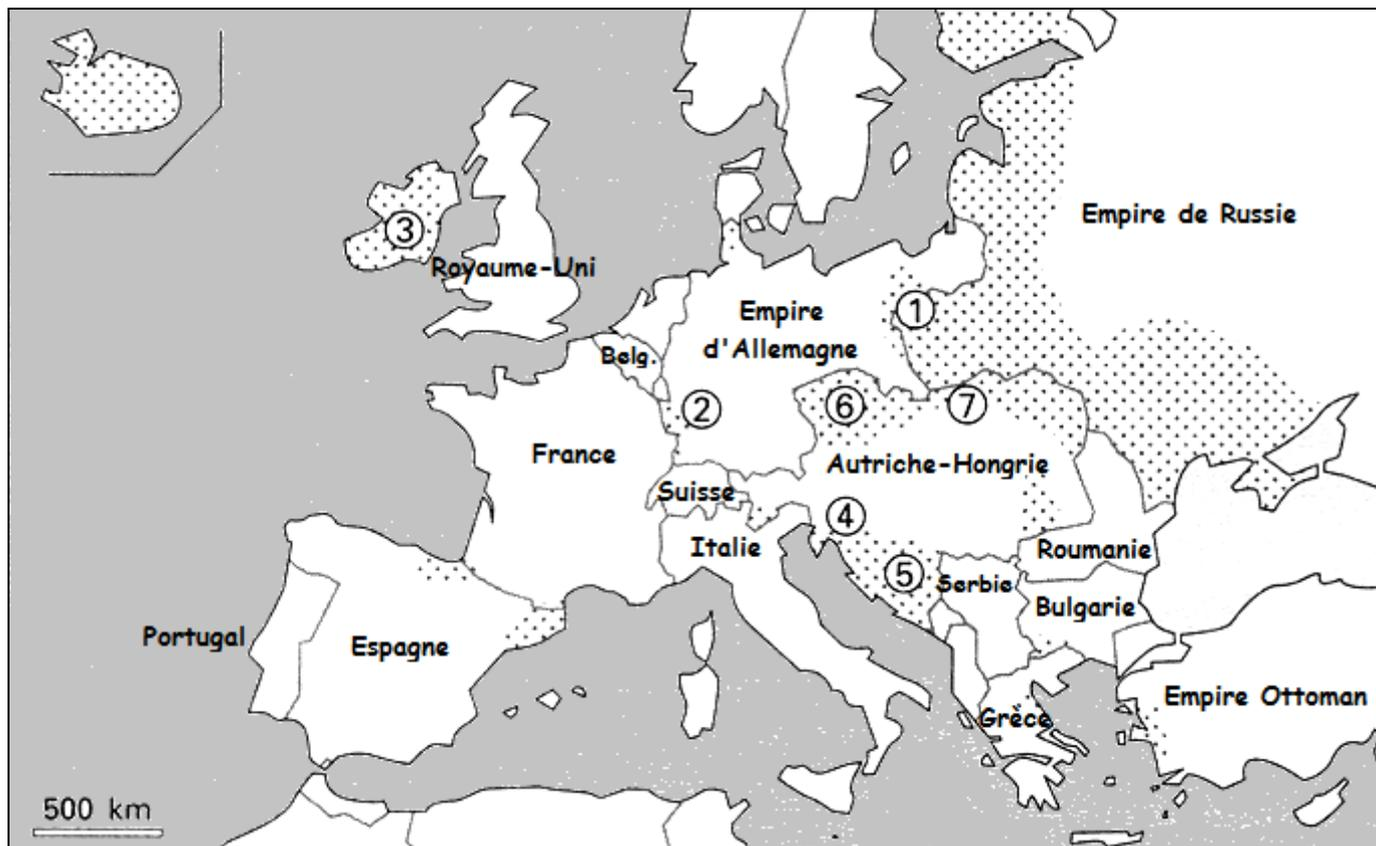 Empire de Russie
③
Royaume-Uni
①
Empire
d'Allemagne
Belg.
②
⑥
⑦
France
Autriche-Hongrie
Suisse
④
Italie
Roumanie
⑤
Serbie
Bulgarie
Portugal
Espagne
Empire Ottoman
Grèce
500 km